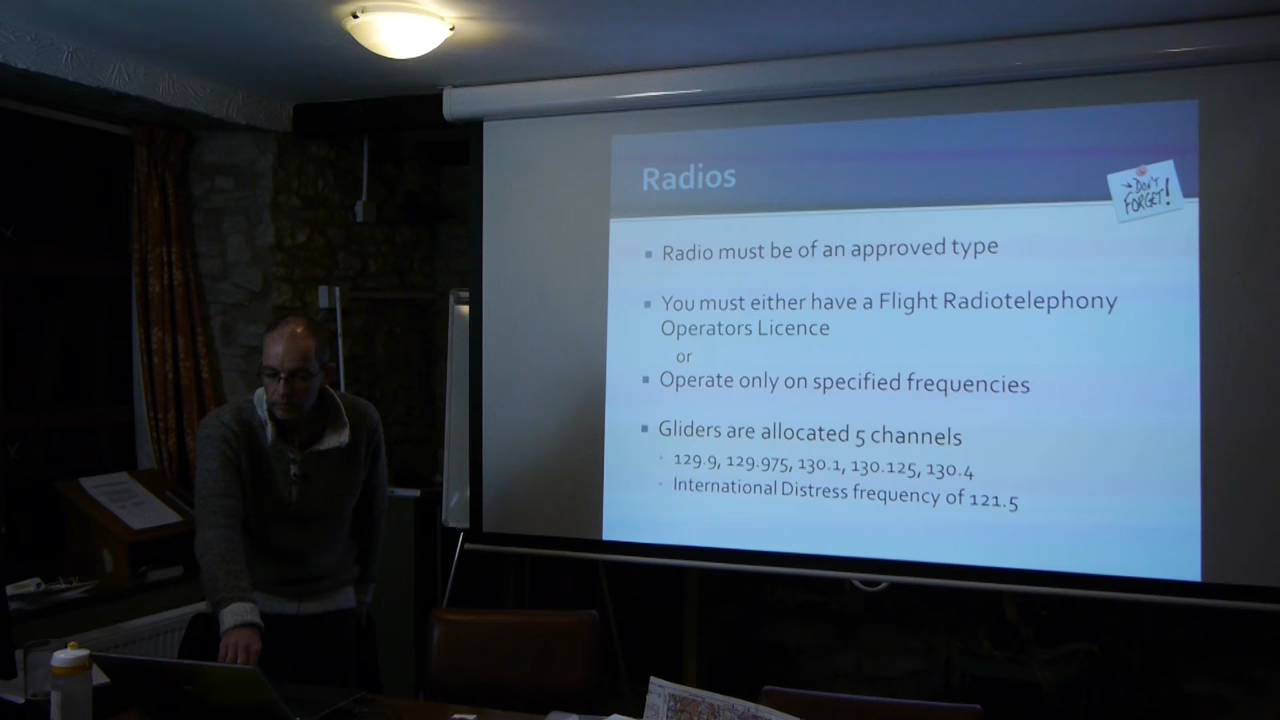 Radios
DON'T
FORGET!
Radio must be of an approved type
You must either have a Flight Radiotelephony
Operators Licence
or
Operate only on specified frequencies
Gliders are allocated 5 channels
129.9, 129.975, 130.1, 130.125, 130.4
International Distress frequency of 121.5